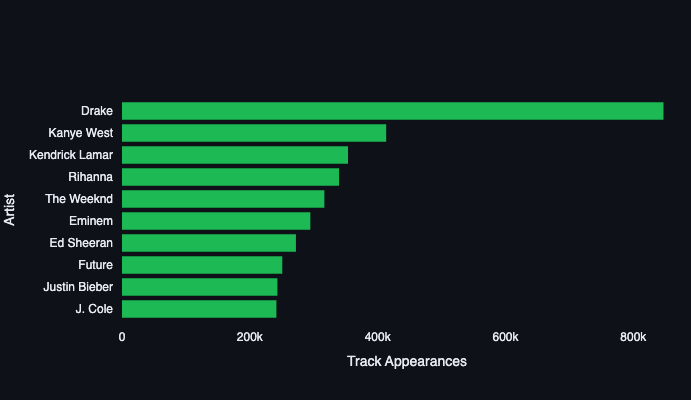 Drake
Kanye West
Kendrick Lamar
Rihanna
The Weeknd
Eminem
Ed Sheeran
Future
Justin Bieber
J. Cole
Artist
0 200k 400k 600k 800k
Track Appearances